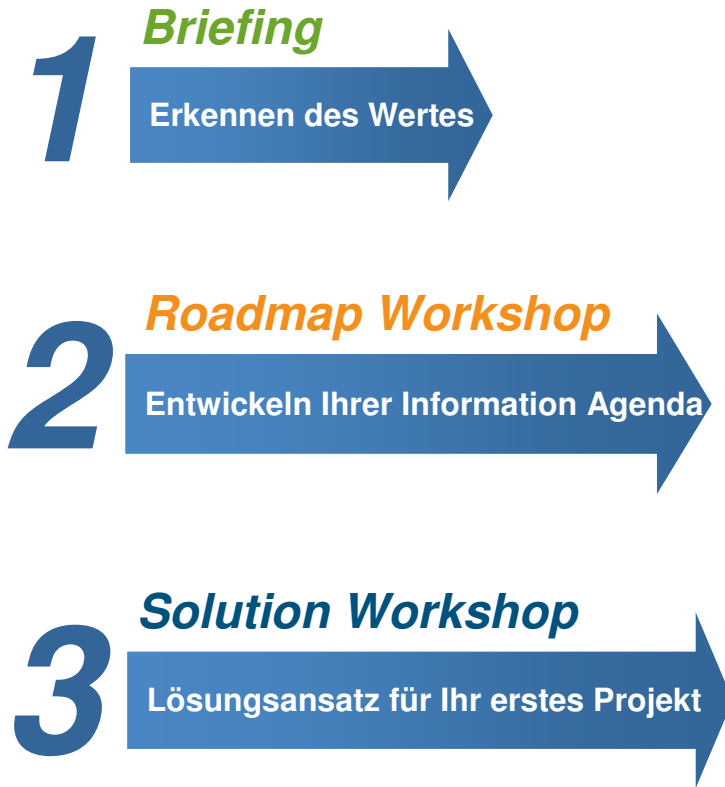 1
Briefing
Erkennen des Wertes
2
Roadmap Workshop
Entwickeln Ihrer Information Agenda
3
Solution Workshop
Lösungsansatz für Ihr erstes Projekt